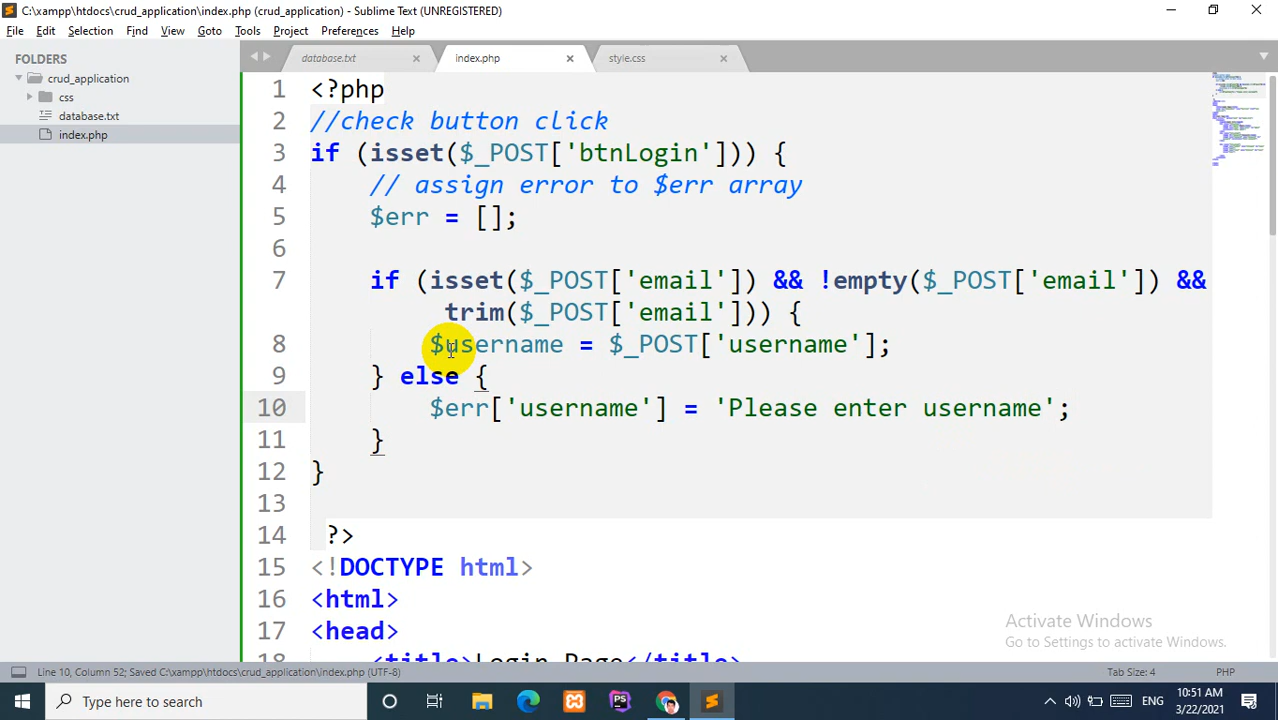 C:\xampp\htdocs\crud_application\index.php (crud_application) - Sublime Text (UNREGISTERED)
File Edit Selection Find View Goto Tools Project Preferences Help
FOLDERS
crud_application
css
database.txt
index.php
database.txt index.php style.css
1 <?php
2 //check button click
3 if (isset($_POST['btnLogin'])) {
4 // assign error to $err array
5 $err = [];
6
7 if (isset($_POST['email']) && !empty($_POST['email']) &&
trim($_POST['email'])) {
8 $username = $_POST['username'];
9 } else {
10 $err['username'] = 'Please enter username';
11 }
12 }
13
14 ?>
15 <!DOCTYPE html>
16 <html>
17 <head>
18 <title>Login Page</title>
Activate Windows
Go to Settings to activate Windows.
Line 10, Column 52; Saved C:\xampp\htdocs\crud_application\index.php (UTF-8) Tab Size: 4 PHP
Type here to search
ENG
10:51 AM
3/22/2021